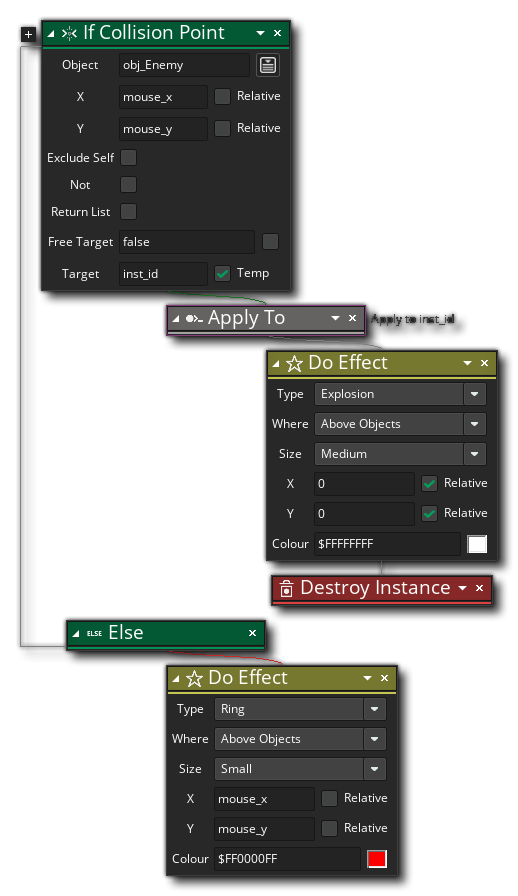 If Collision Point
Object obj_Enemy
X mouse_x Relative
Y mouse_y Relative
Exclude Self
Not
Return List
Free Target false
Target inst_id Temp
Apply To Apply to inst_id
Do Effect
Type Explosion
Where Above Objects
Size Medium
X 0 Relative
Y 0 Relative
Colour $FFFFFFFF
Destroy Instance
ELSE Else
Do Effect
Type Ring
Where Above Objects
Size Small
X mouse_x Relative
Y mouse_y Relative
Colour $FF0000FF